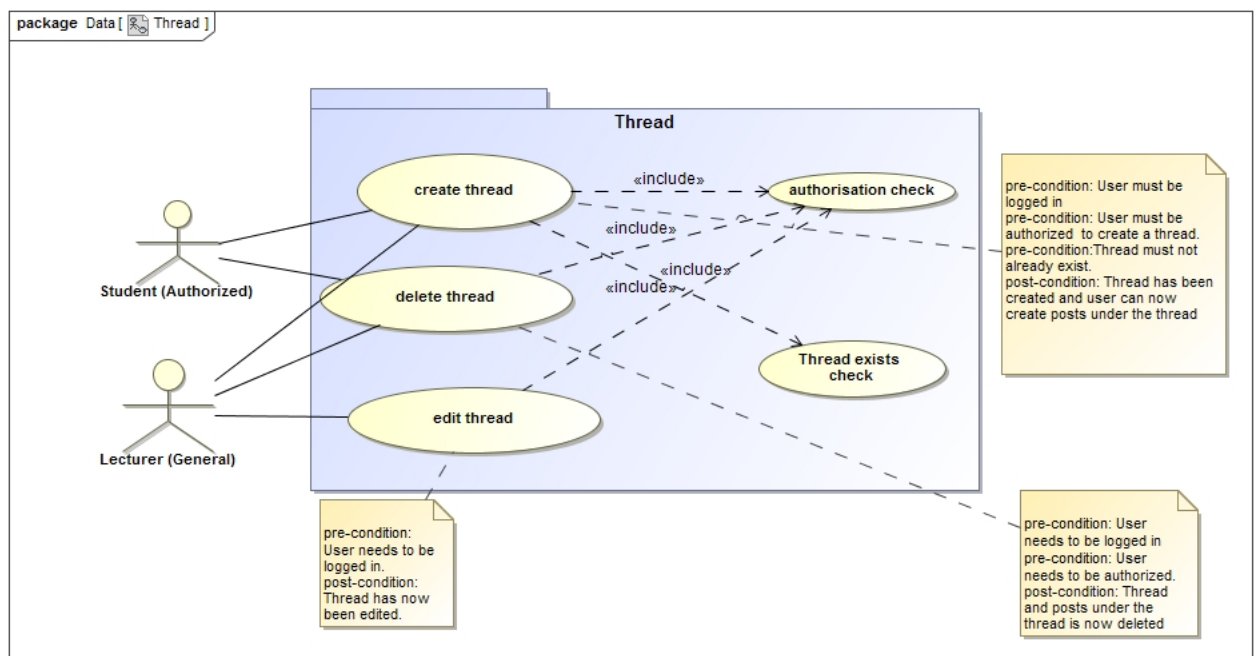 package Data [ Thread ]
Thread
create thread
«include»
authorisation check
«include»
delete thread
«include»
«include»
Thread exists
check
edit thread
Student (Authorized)
Lecturer (General)
pre-condition: User must be
logged in
pre-condition: User must be
authorized to create a thread.
pre-condition:Thread must not
already exist.
post-condition: Thread has been
created and user can now
create posts under the thread
pre-condition:
User needs to be
logged in.
post-condition:
Thread has now
been edited.
pre-condition: User
needs to be logged in
pre-condition: User
needs to be authorized.
post-condition: Thread
and posts under the
thread is now deleted